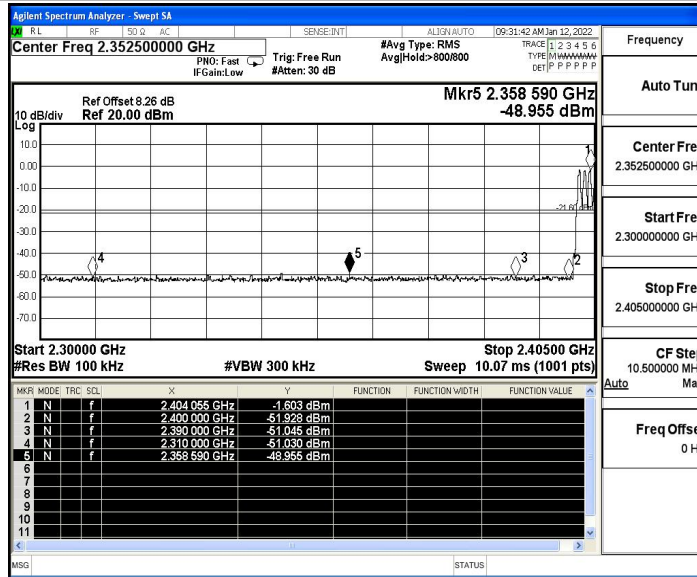 Agilent Spectrum Analyzer - Swept SA
RL RF 50 Ω AC SENSE:INT ALIGN AUTO 09:31:42 AM Jan 12, 2022
Center Freq 2.352500000 GHz
PNO: Fast
IFGain:Low
Trig: Free Run
#Atten: 30 dB
#Avg Type: RMS
Avg|Hold:>800/800
TRACE 1 2 3 4 5 6
TYPE M
DET P P P P P P
Mkr5 2.358 590 GHz
-48.955 dBm
Ref Offset 8.26 dB
10 dB/div Ref 20.00 dBm
Log
10.0
0.00
-10.0
-20.0
-30.0
-40.0
-50.0
-60.0
-70.0
1
2
3
4
5
Start 2.30000 GHz
Stop 2.40500 GHz
#Res BW 100 kHz
#VBW 300 kHz
Sweep 10.07 ms (1001 pts)
MKR MODE TRC SCL X Y FUNCTION FUNCTION WIDTH FUNCTION VALUE
1 N f 2.404 055 GHz -1.603 dBm
2 N f 2.400 000 GHz -51.928 dBm
3 N f 2.390 000 GHz -51.045 dBm
4 N f 2.310 000 GHz -51.030 dBm
5 N f 2.358 590 GHz -48.955 dBm
6
7
8
9
10
11
MSG STATUS
Frequency
Auto Tun
Center Fre
2.352500000 GH
Start Fre
2.300000000 GH
Stop Fre
2.405000000 GH
CF Ste
10.500000 MH
Auto Ma
Freq Offse
0 H